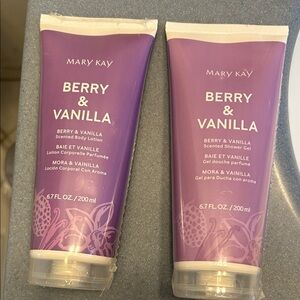 MARY KAY
BERRY
&
VANILLA
BERRY & VANILLA
Scented Body Lotion
BAIE ET VANILLE
Lotion Corporelle Parfumée
MORA & VAINILLA
Loción Corporal Con Aroma
6.7 FL. OZ. / 200 ml
MARY KAY
BERRY
&
VANILLA
BERRY & VANILLA
Scented Shower Gel
BAIE ET VANILLE
Gel douche parfumé
MORA & VAINILLA
Gel para Ducha con aroma
6.7 FL. OZ. / 200 ml